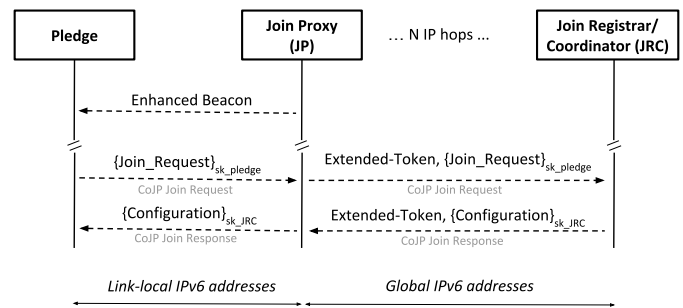 Pledge
Join Proxy
(JP)
... N IP hops ...
Join Registrar/
Coordinator (JRC)
Enhanced Beacon
{Join_Request}sk_pledge
CoJP Join Request
Extended-Token, {Join_Request}sk_pledge
CoJP Join Request
{Configuration}sk_JRC
CoJP Join Response
Extended-Token, {Configuration}sk_JRC
CoJP Join Response
Link-local IPv6 addresses
Global IPv6 addresses